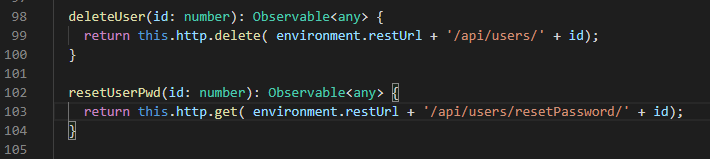 98 deleteUser(id: number): Observable<any> {
99 return this.http.delete( environment.restUrl + '/api/users/' + id);
100 }
101
102 resetUserPwd(id: number): Observable<any> {
103 return this.http.get( environment.restUrl + '/api/users/resetPassword/' + id);
104 }
105